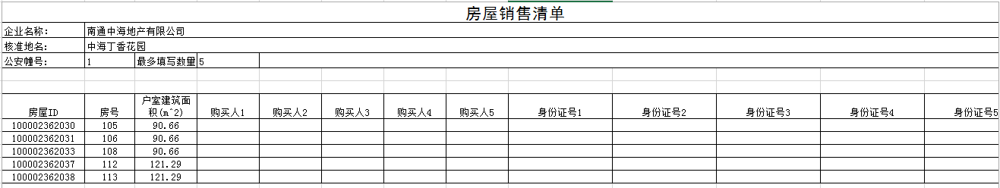 房屋销售清单
企业名称： 南通中海地产有限公司
核准地名： 中海丁香花园
公安幢号： 1 最多填写数量 5
房屋ID 房号 户室建筑面积(m^2) 购买人1 购买人2 购买人3 购买人4 购买人5 身份证号1 身份证号2 身份证号3 身份证号4 身份证号5
100002362030 105 90.66
100002362031 106 90.66
100002362033 108 90.66
100002362037 112 121.29
100002362038 113 121.29